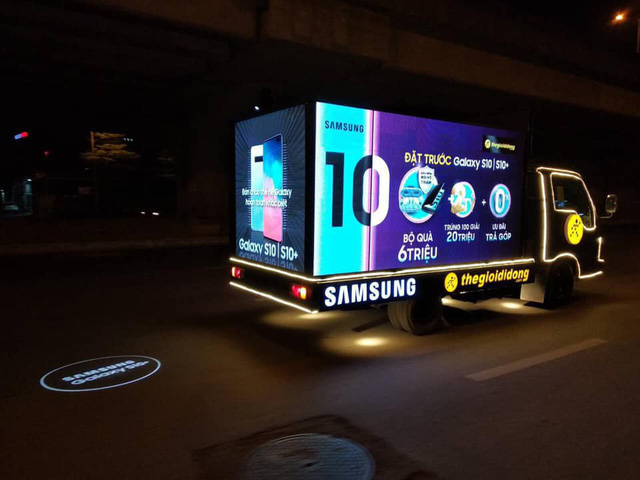 SAMSUNG
10
thegioididong
ĐẶT TRƯỚC Galaxy S10 | S10+
BỘ QUÀ
6TRIỆU
+
TRÚNG 100 GIẢI
20TRIỆU
+
ƯU ĐÃI
TRẢ GÓP
0
Galaxy S10 | S10+
SAMSUNG
thegioididong
SAMSUNG
Galaxy S10